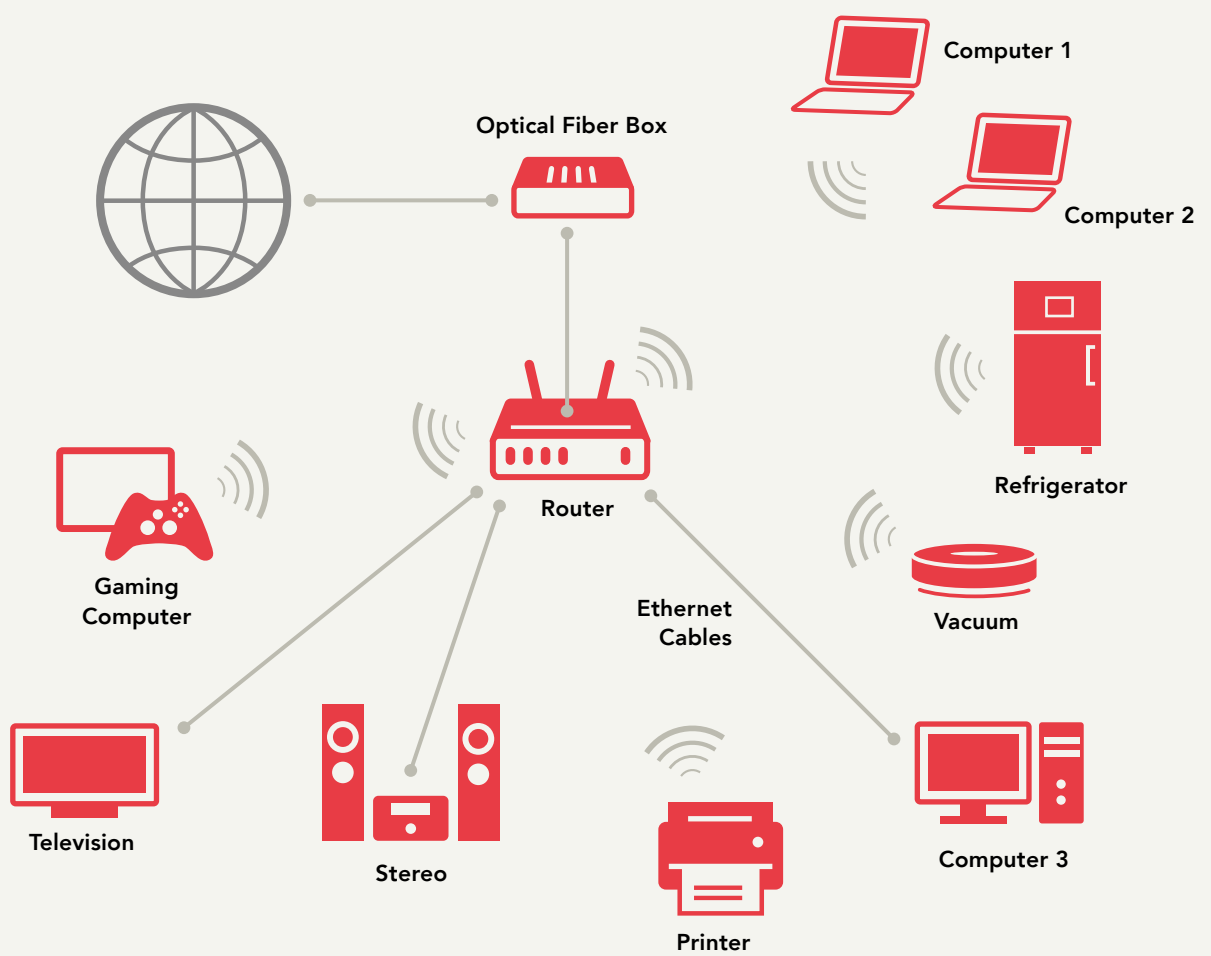 Computer 1
Optical Fiber Box
Computer 2
Router
Refrigerator
Gaming
Computer
Ethernet
Cables
Vacuum
Television
Stereo
Computer 3
Printer